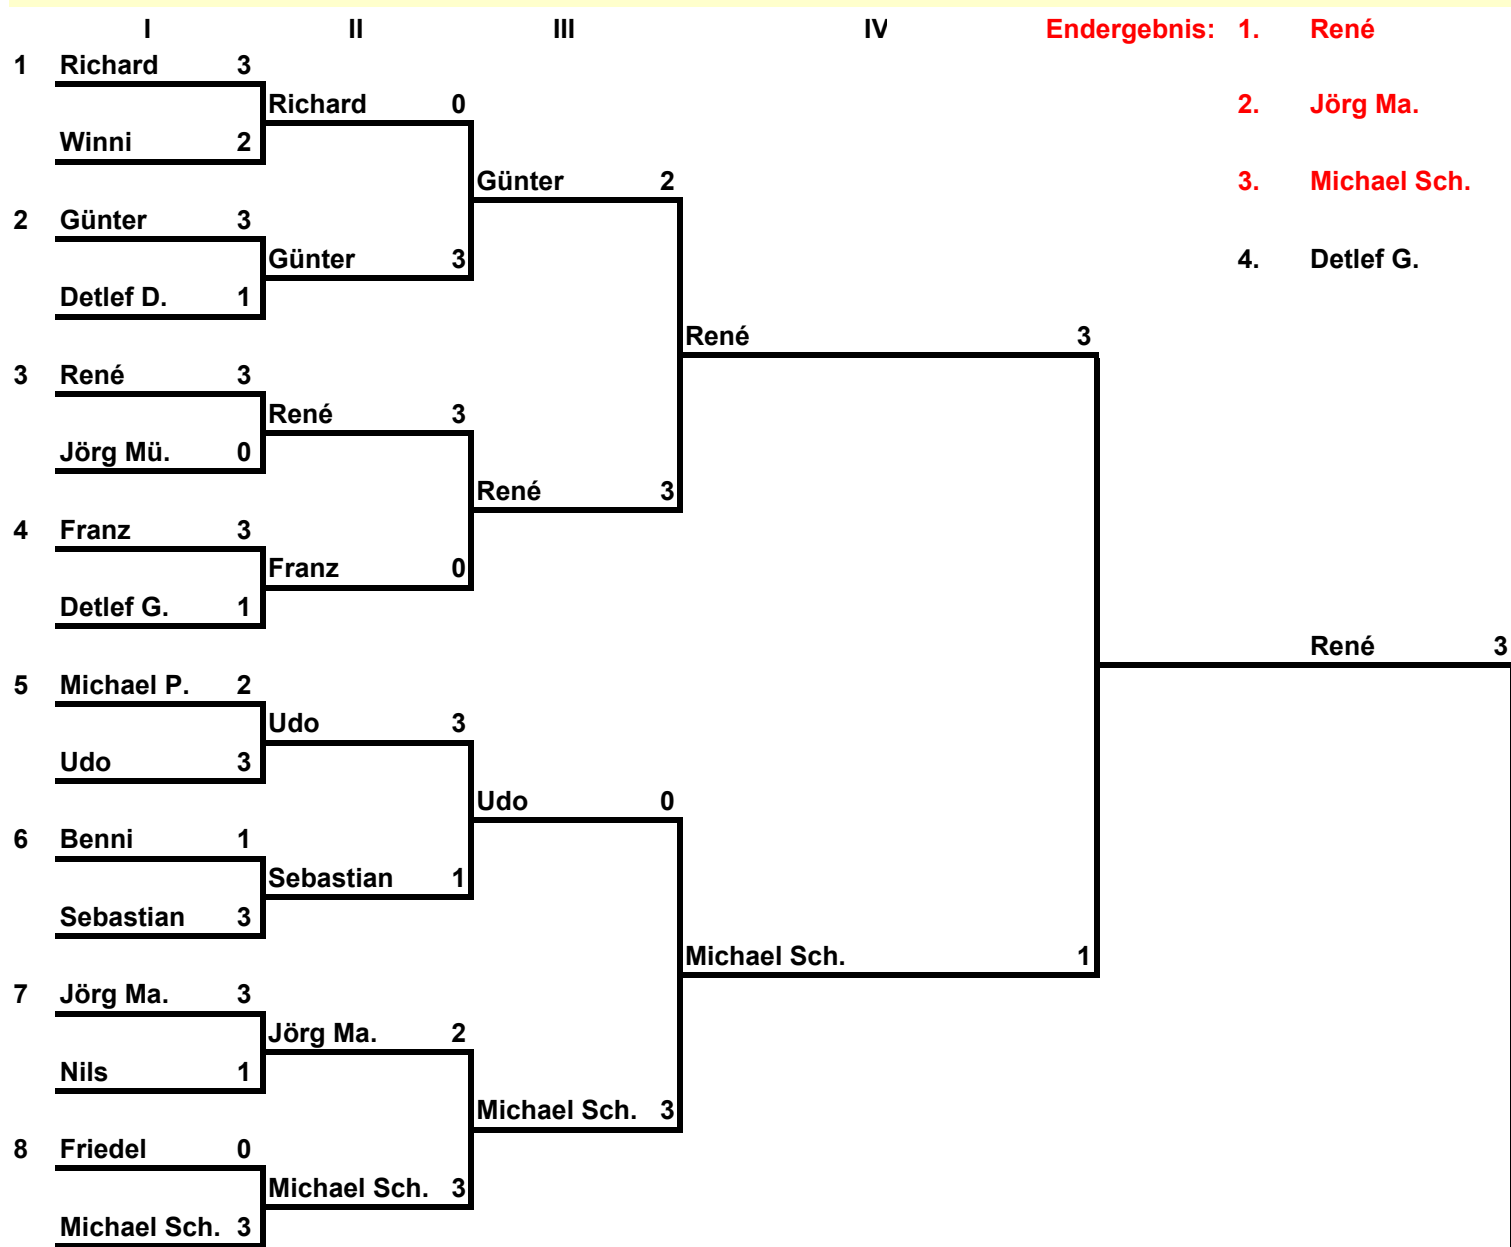 I II III IV Endergebnis: 1. René
1 Richard 3
Richard 0 2. Jörg Ma.
Winni 2
Günter 2 3. Michael Sch.
2 Günter 3
Günter 3 4. Detlef G.
Detlef D. 1
René 3
3 René 3
René 3
Jörg Mü. 0
René 3
4 Franz 3
Franz 0
Detlef G. 1
René 3
5 Michael P. 2
Udo 3
Udo 3
Udo 0
6 Benni 1
Sebastian 1
Sebastian 3
Michael Sch. 1
7 Jörg Ma. 3
Jörg Ma. 2
Nils 1
Michael Sch. 3
8 Friedel 0
Michael Sch. 3
Michael Sch. 3